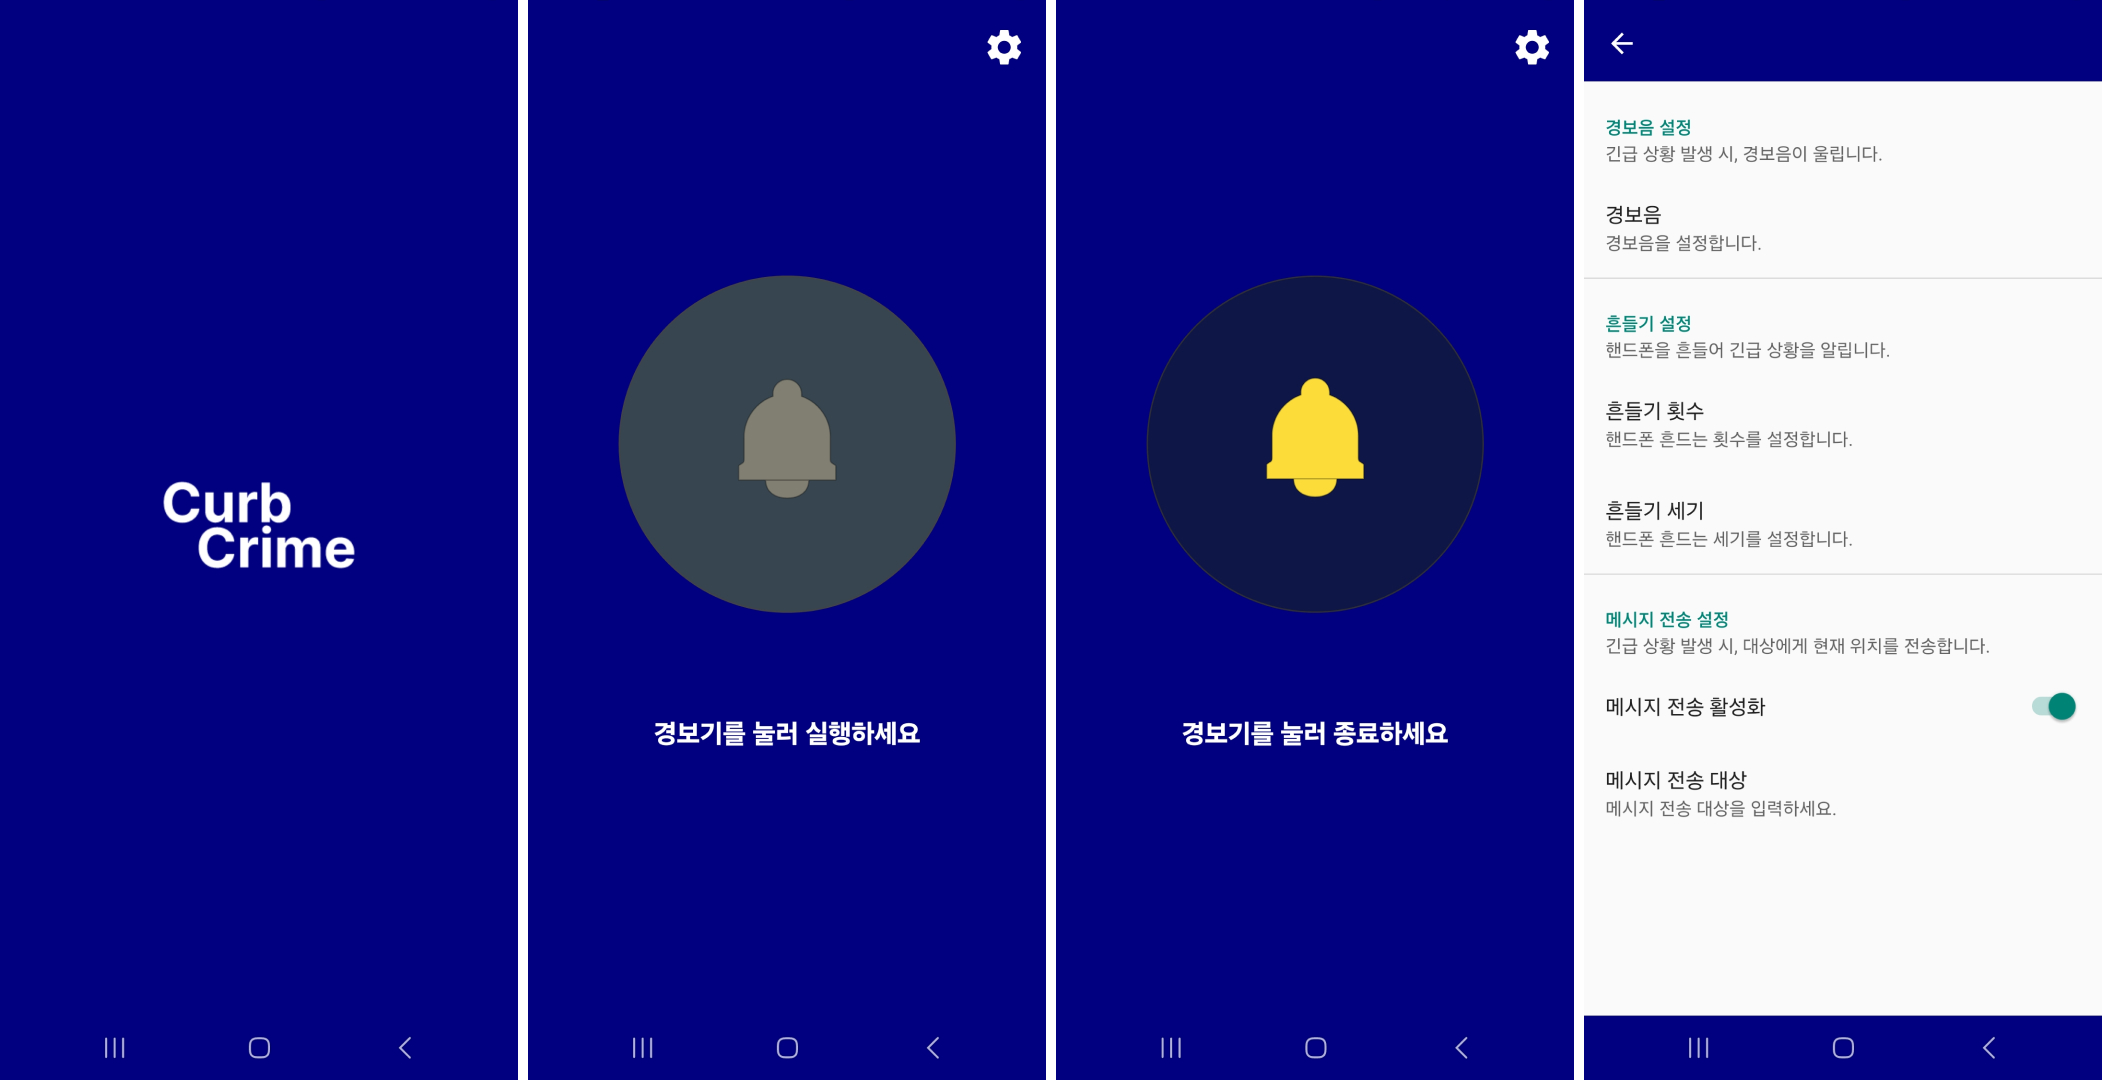 Curb
Crime
경보기를 눌러 실행하세요
경보기를 눌러 종료하세요
경보음 설정
긴급 상황 발생 시, 경보음이 울립니다.
경보음
경보음을 설정합니다.
흔들기 설정
핸드폰을 흔들어 긴급 상황을 알립니다.
흔들기 횟수
핸드폰 흔드는 횟수를 설정합니다.
흔들기 세기
핸드폰 흔드는 세기를 설정합니다.
메시지 전송 설정
긴급 상황 발생 시, 대상에게 현재 위치를 전송합니다.
메시지 전송 활성화
메시지 전송 대상
메시지 전송 대상을 입력하세요.